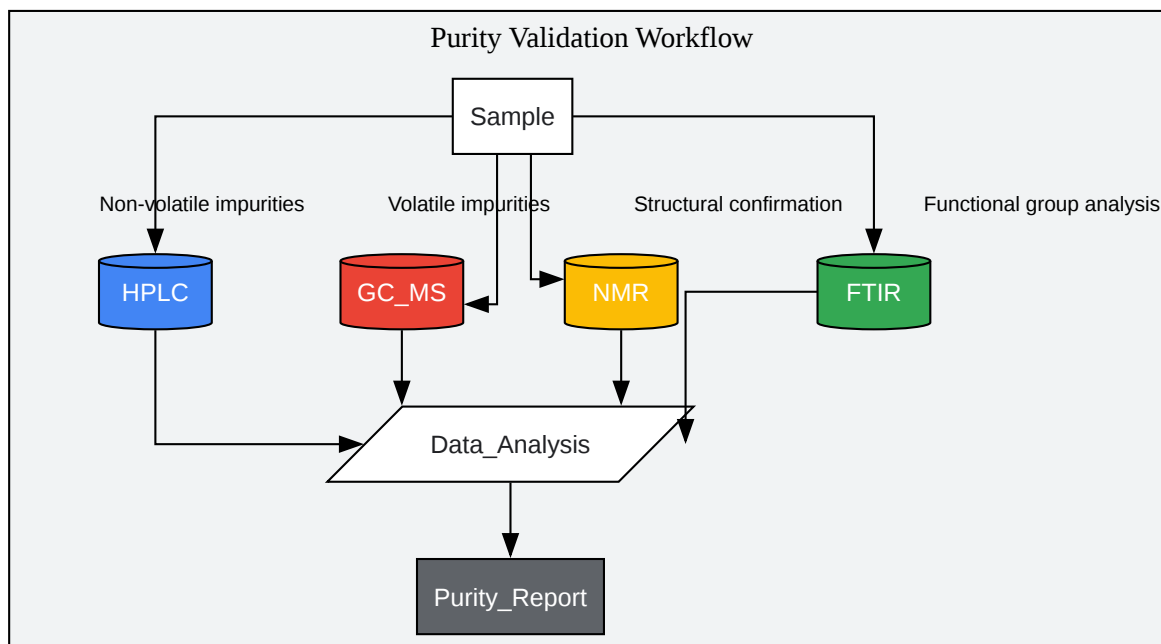 Purity Validation Workflow
Sample
Non-volatile impurities
Volatile impurities
Structural confirmation
Functional group analysis
HPLC
GC_MS
NMR
FTIR
Data_Analysis
Purity_Report